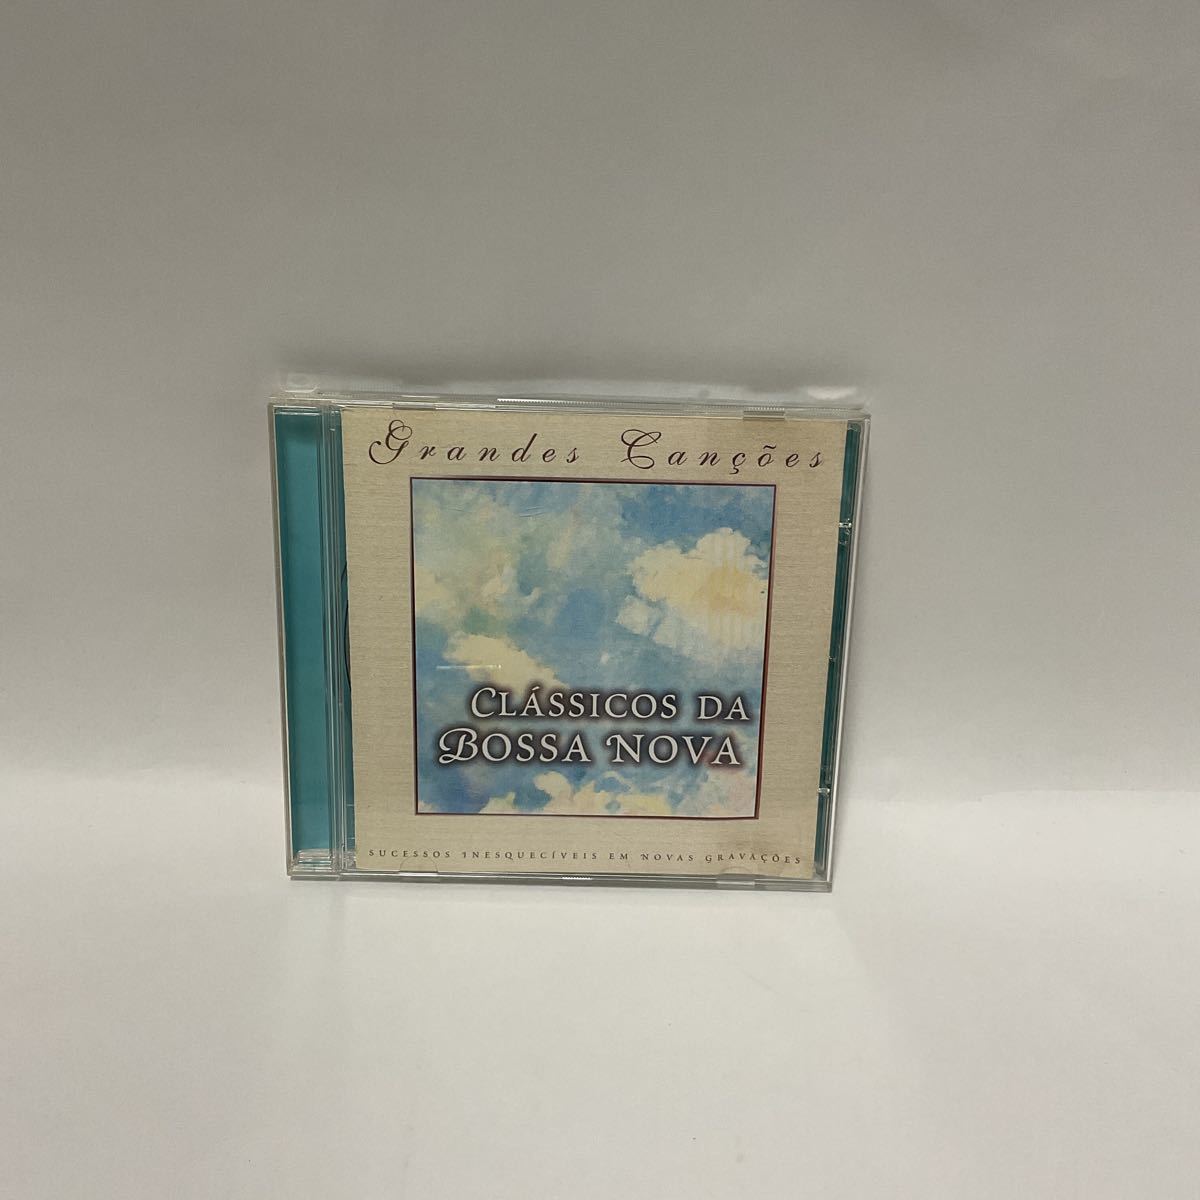 Grandes Canções
CLÁSSICOS DA
BOSSA NOVA
SUCESSOS INESQUECÍVEIS EM NOVAS GRAVAÇÕES